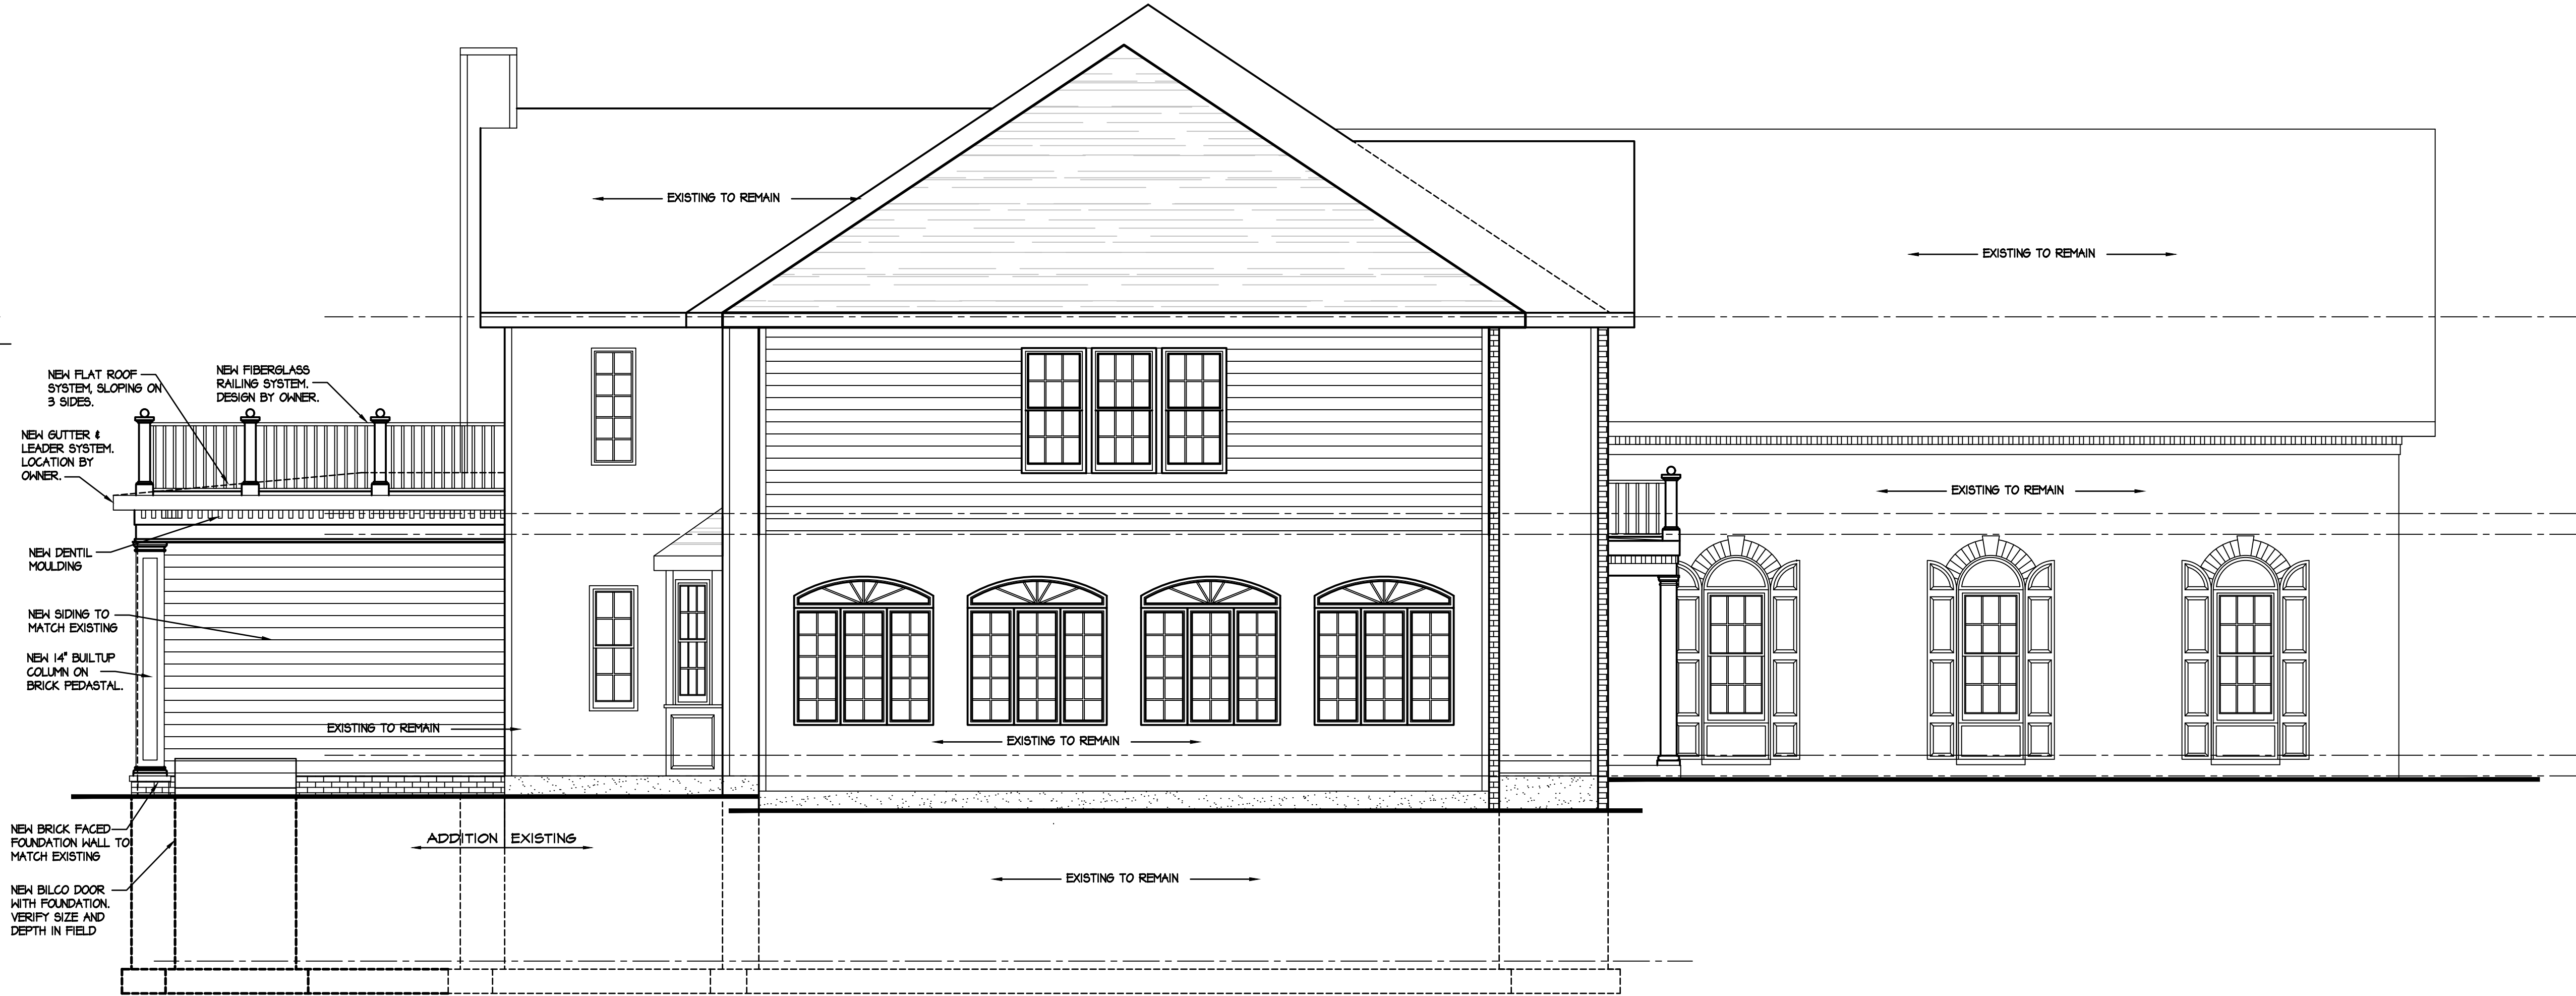 EXISTING TO REMAIN
EXISTING TO REMAIN
NEW FLAT ROOF
SYSTEM, SLOPING ON
3 SIDES.
NEW FIBERGLASS
RAILING SYSTEM.
DESIGN BY OWNER.
NEW GUTTER &
LEADER SYSTEM.
LOCATION BY
OWNER.
EXISTING TO REMAIN
NEW DENTIL
MOULDING
NEW SIDING TO
MATCH EXISTING
NEW 14" BUILTUP
COLUMN ON
BRICK PEDASTAL.
EXISTING TO REMAIN
EXISTING TO REMAIN
NEW BRICK FACED
FOUNDATION WALL TO
MATCH EXISTING
ADDITION EXISTING
EXISTING TO REMAIN
NEW BILCO DOOR
WITH FOUNDATION.
VERIFY SIZE AND
DEPTH IN FIELD